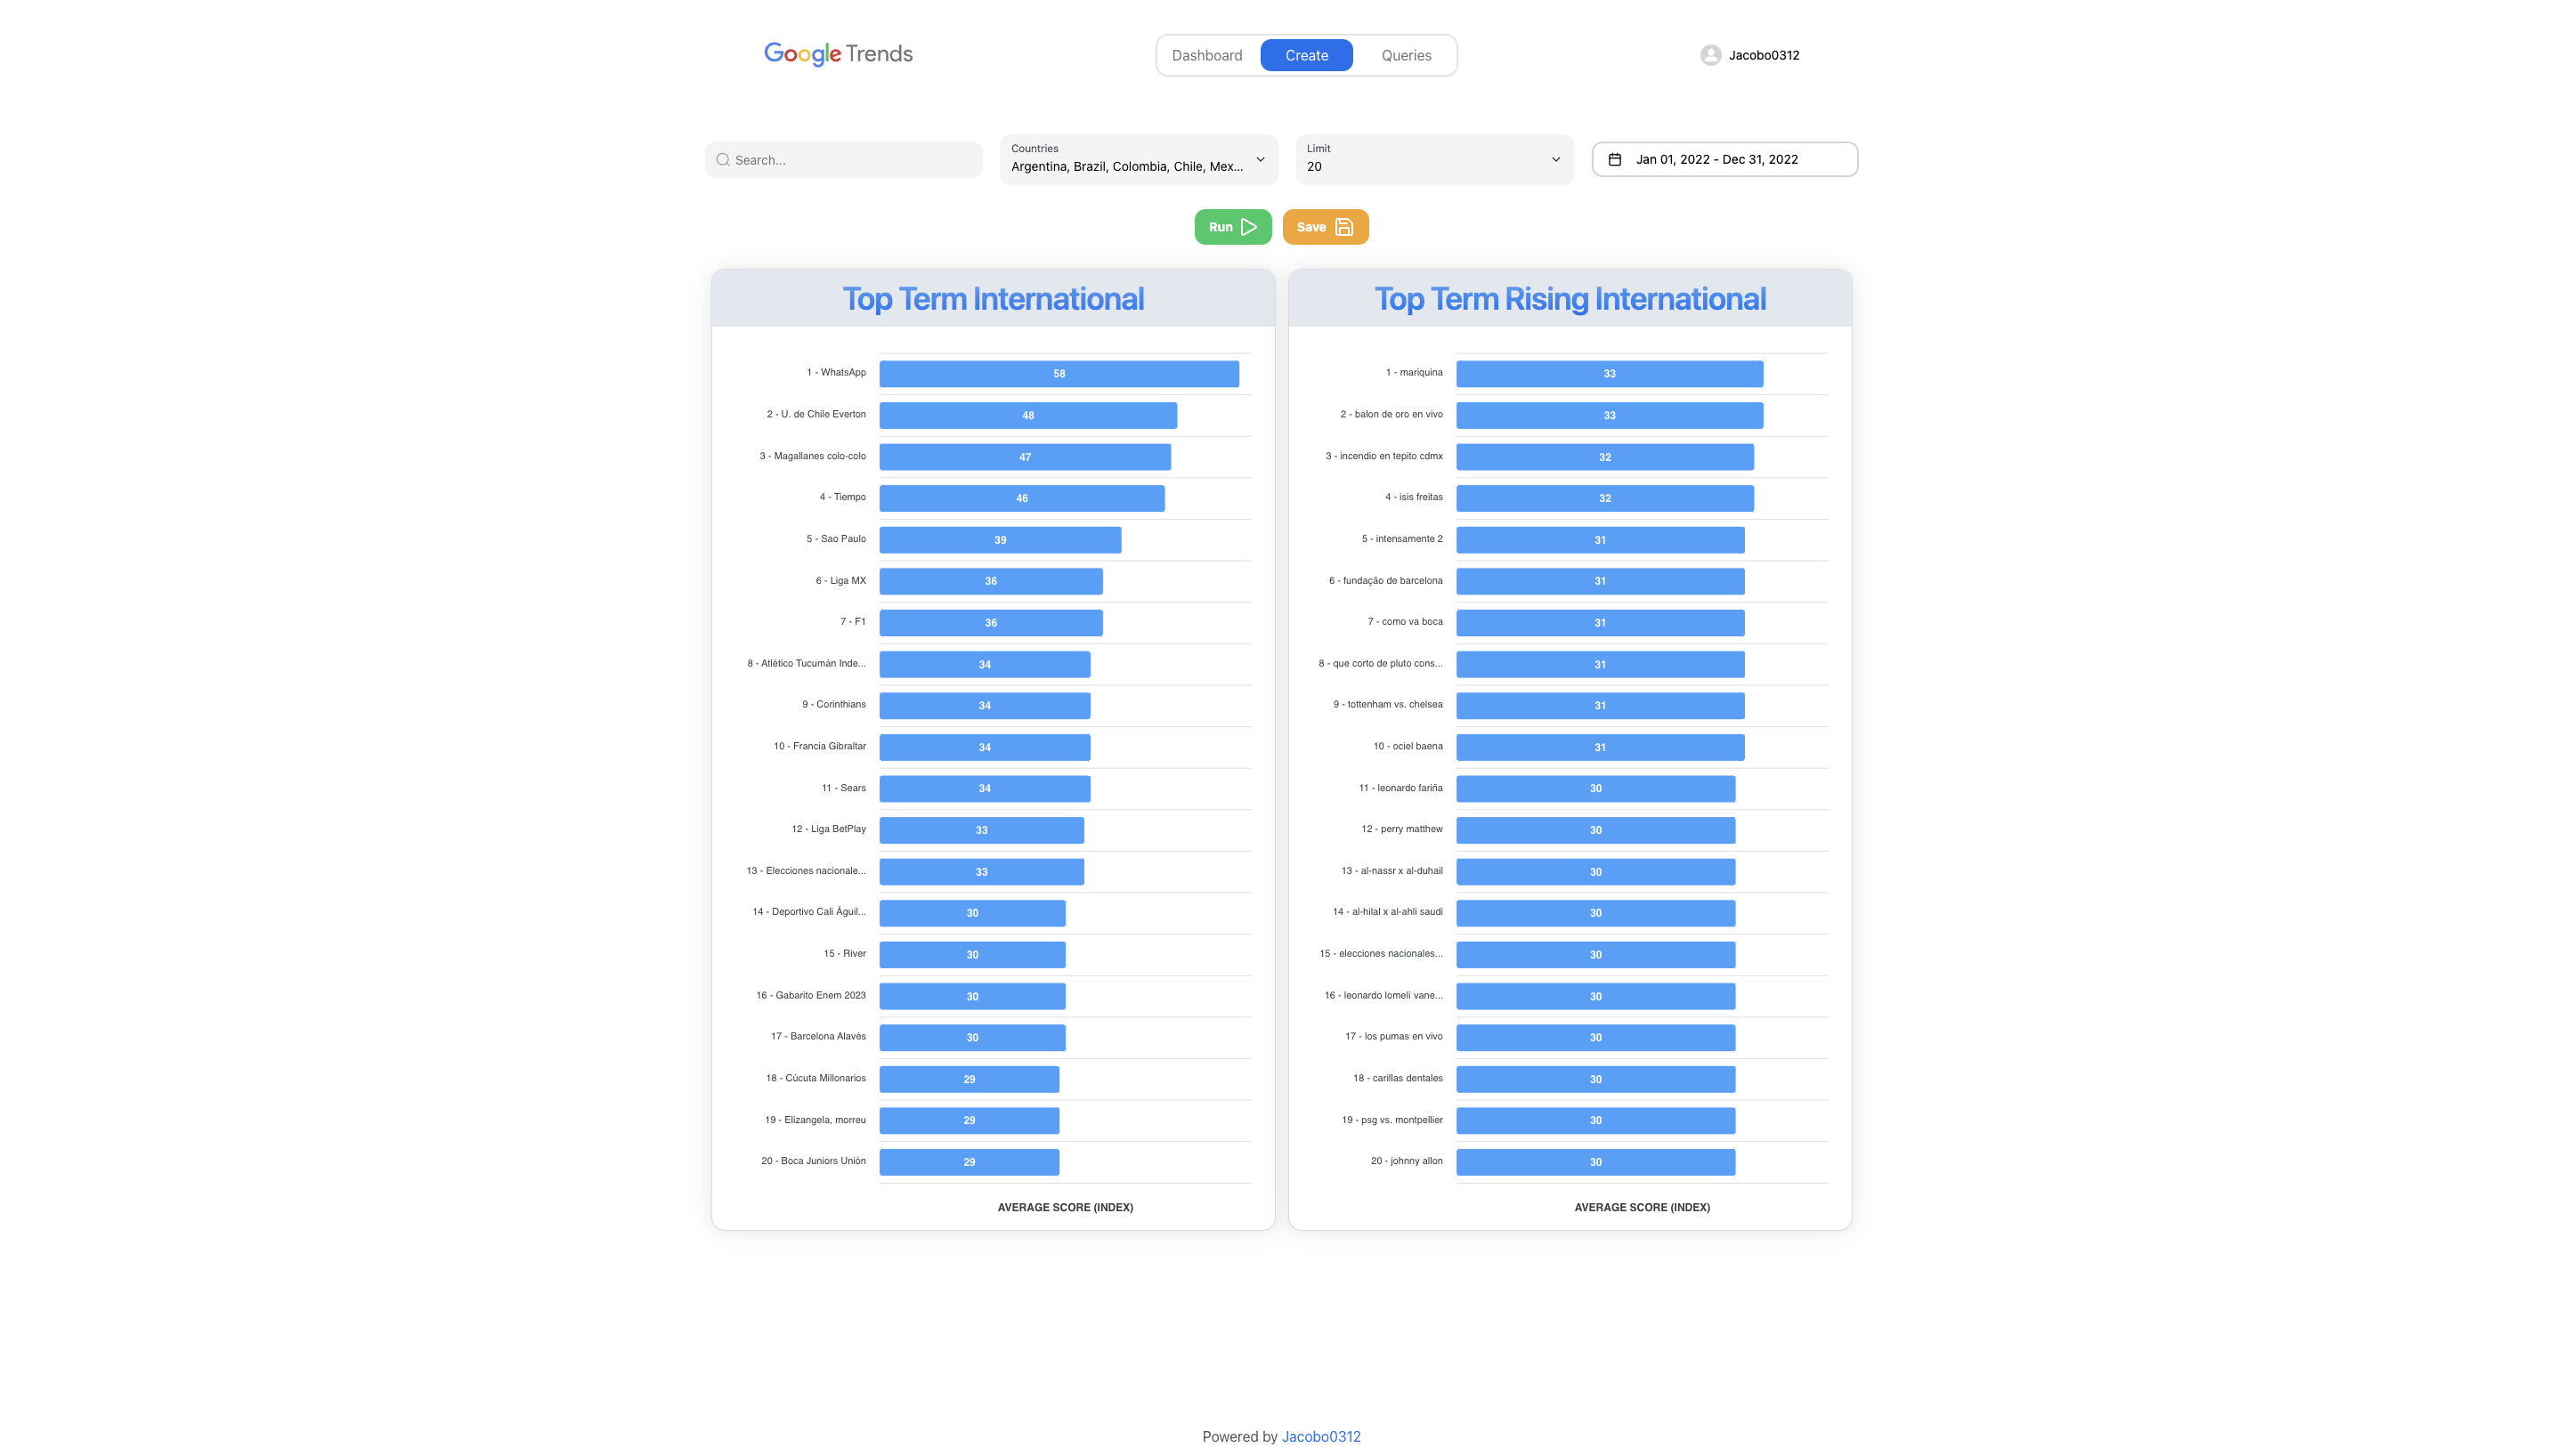 Google Trends
Dashboard
Create
Queries
Jacobo0312
Search...
Countries
Argentina, Brazil, Colombia, Chile, Mex...
Limit
20
Jan 01, 2022 - Dec 31, 2022
Run
Save
Top Term International
1 - WhatsApp 58
2 - U. de Chile Everton 48
3 - Magallanes colo-colo 47
4 - Tiempo 46
5 - Sao Paulo 39
6 - Liga MX 36
7 - F1 36
8 - Atlético Tucumán Inde... 34
9 - Corinthians 34
10 - Francia Gibraltar 34
11 - Sears 34
12 - Liga BetPlay 33
13 - Elecciones nacionale... 33
14 - Deportivo Cali Águil... 30
15 - River 30
16 - Gabarito Enem 2023 30
17 - Barcelona Alavés 30
18 - Cúcuta Millonarios 29
19 - Elizangela, morreu 29
20 - Boca Juniors Unión 29
AVERAGE SCORE (INDEX)
Top Term Rising International
1 - mariquina 33
2 - balon de oro en vivo 33
3 - incendio en tepito cdmx 32
4 - isis freitas 32
5 - intensamente 2 31
6 - fundação de barcelona 31
7 - como va boca 31
8 - que corto de pluto cons... 31
9 - tottenham vs. chelsea 31
10 - ociel baena 31
11 - leonardo fariña 30
12 - perry matthew 30
13 - al-nassr x al-duhail 30
14 - al-hilal x al-ahli saudi 30
15 - elecciones nacionales... 30
16 - leonardo lomelí vane... 30
17 - los pumas en vivo 30
18 - carillas dentales 30
19 - psg vs. montpellier 30
20 - johnny allon 30
AVERAGE SCORE (INDEX)
Powered by Jacobo0312